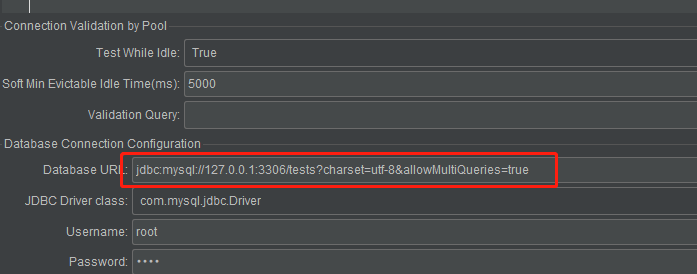 Connection Validation by Pool
Test While Idle: True
Soft Min Evictable Idle Time(ms): 5000
Validation Query:
Database Connection Configuration
Database URL: jdbc:mysql://127.0.0.1:3306/tests?charset=utf-8&allowMultiQueries=true
JDBC Driver class: com.mysql.jdbc.Driver
Username: root
Password: ••••